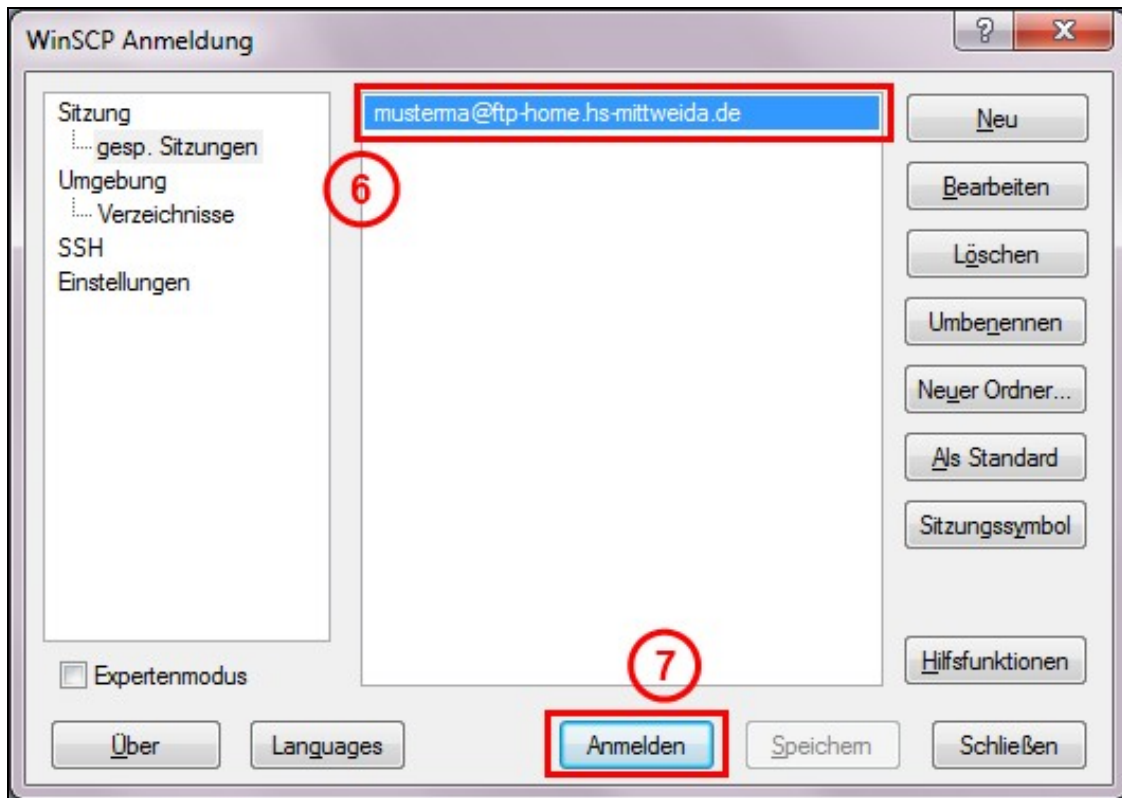 WinSCP Anmeldung
?
X
Sitzung
gesp. Sitzungen
Umgebung
Verzeichnisse
SSH
Einstellungen
musterma@ftp-home.hs-mittweida.de
6
Neu
Bearbeiten
Löschen
Umbenennen
Neuer Ordner...
Als Standard
Sitzungssymbol
Hilfsfunktionen
Expertenmodus
7
Über
Languages
Anmelden
Speichern
Schließen